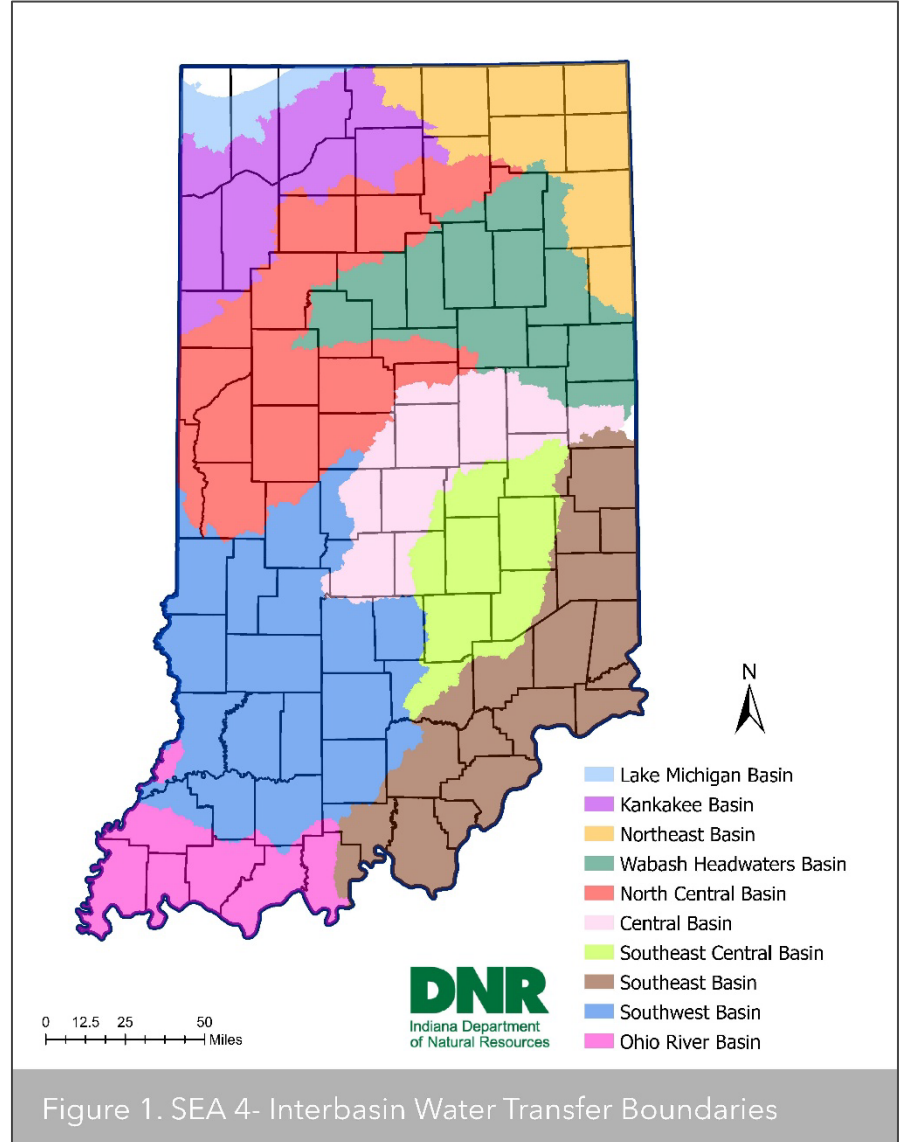 N
Lake Michigan Basin
Kankakee Basin
Northeast Basin
Wabash Headwaters Basin
North Central Basin
Central Basin
Southeast Central Basin
Southeast Basin
Southwest Basin
Ohio River Basin
DNR
Indiana Department
of Natural Resources
0 12.5 25 50
Miles
Figure 1. SEA 4- Interbasin Water Transfer Boundaries